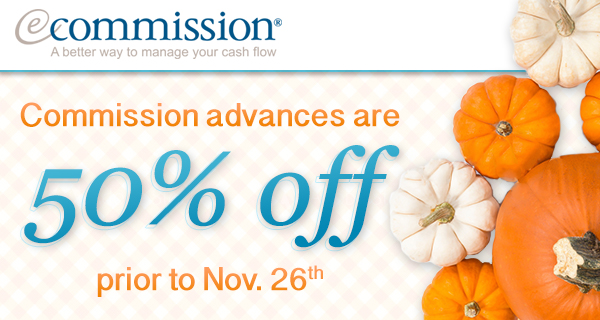 ecommission®
A better way to manage your cash flow
Commission advances are
50% off
prior to Nov. 26th